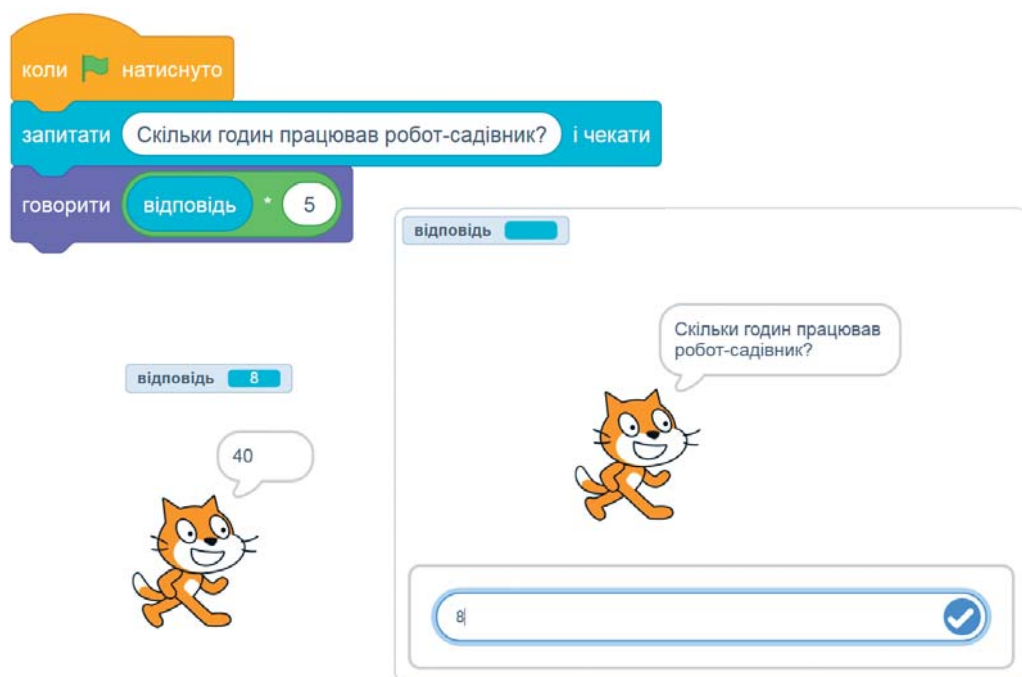 коли натиснуто
запитати Скільки годин працював робот-садівник? і чекати
говорити відповідь * 5
відповідь
Скільки годин працював
робот-садівник?
відповідь 8
40
8